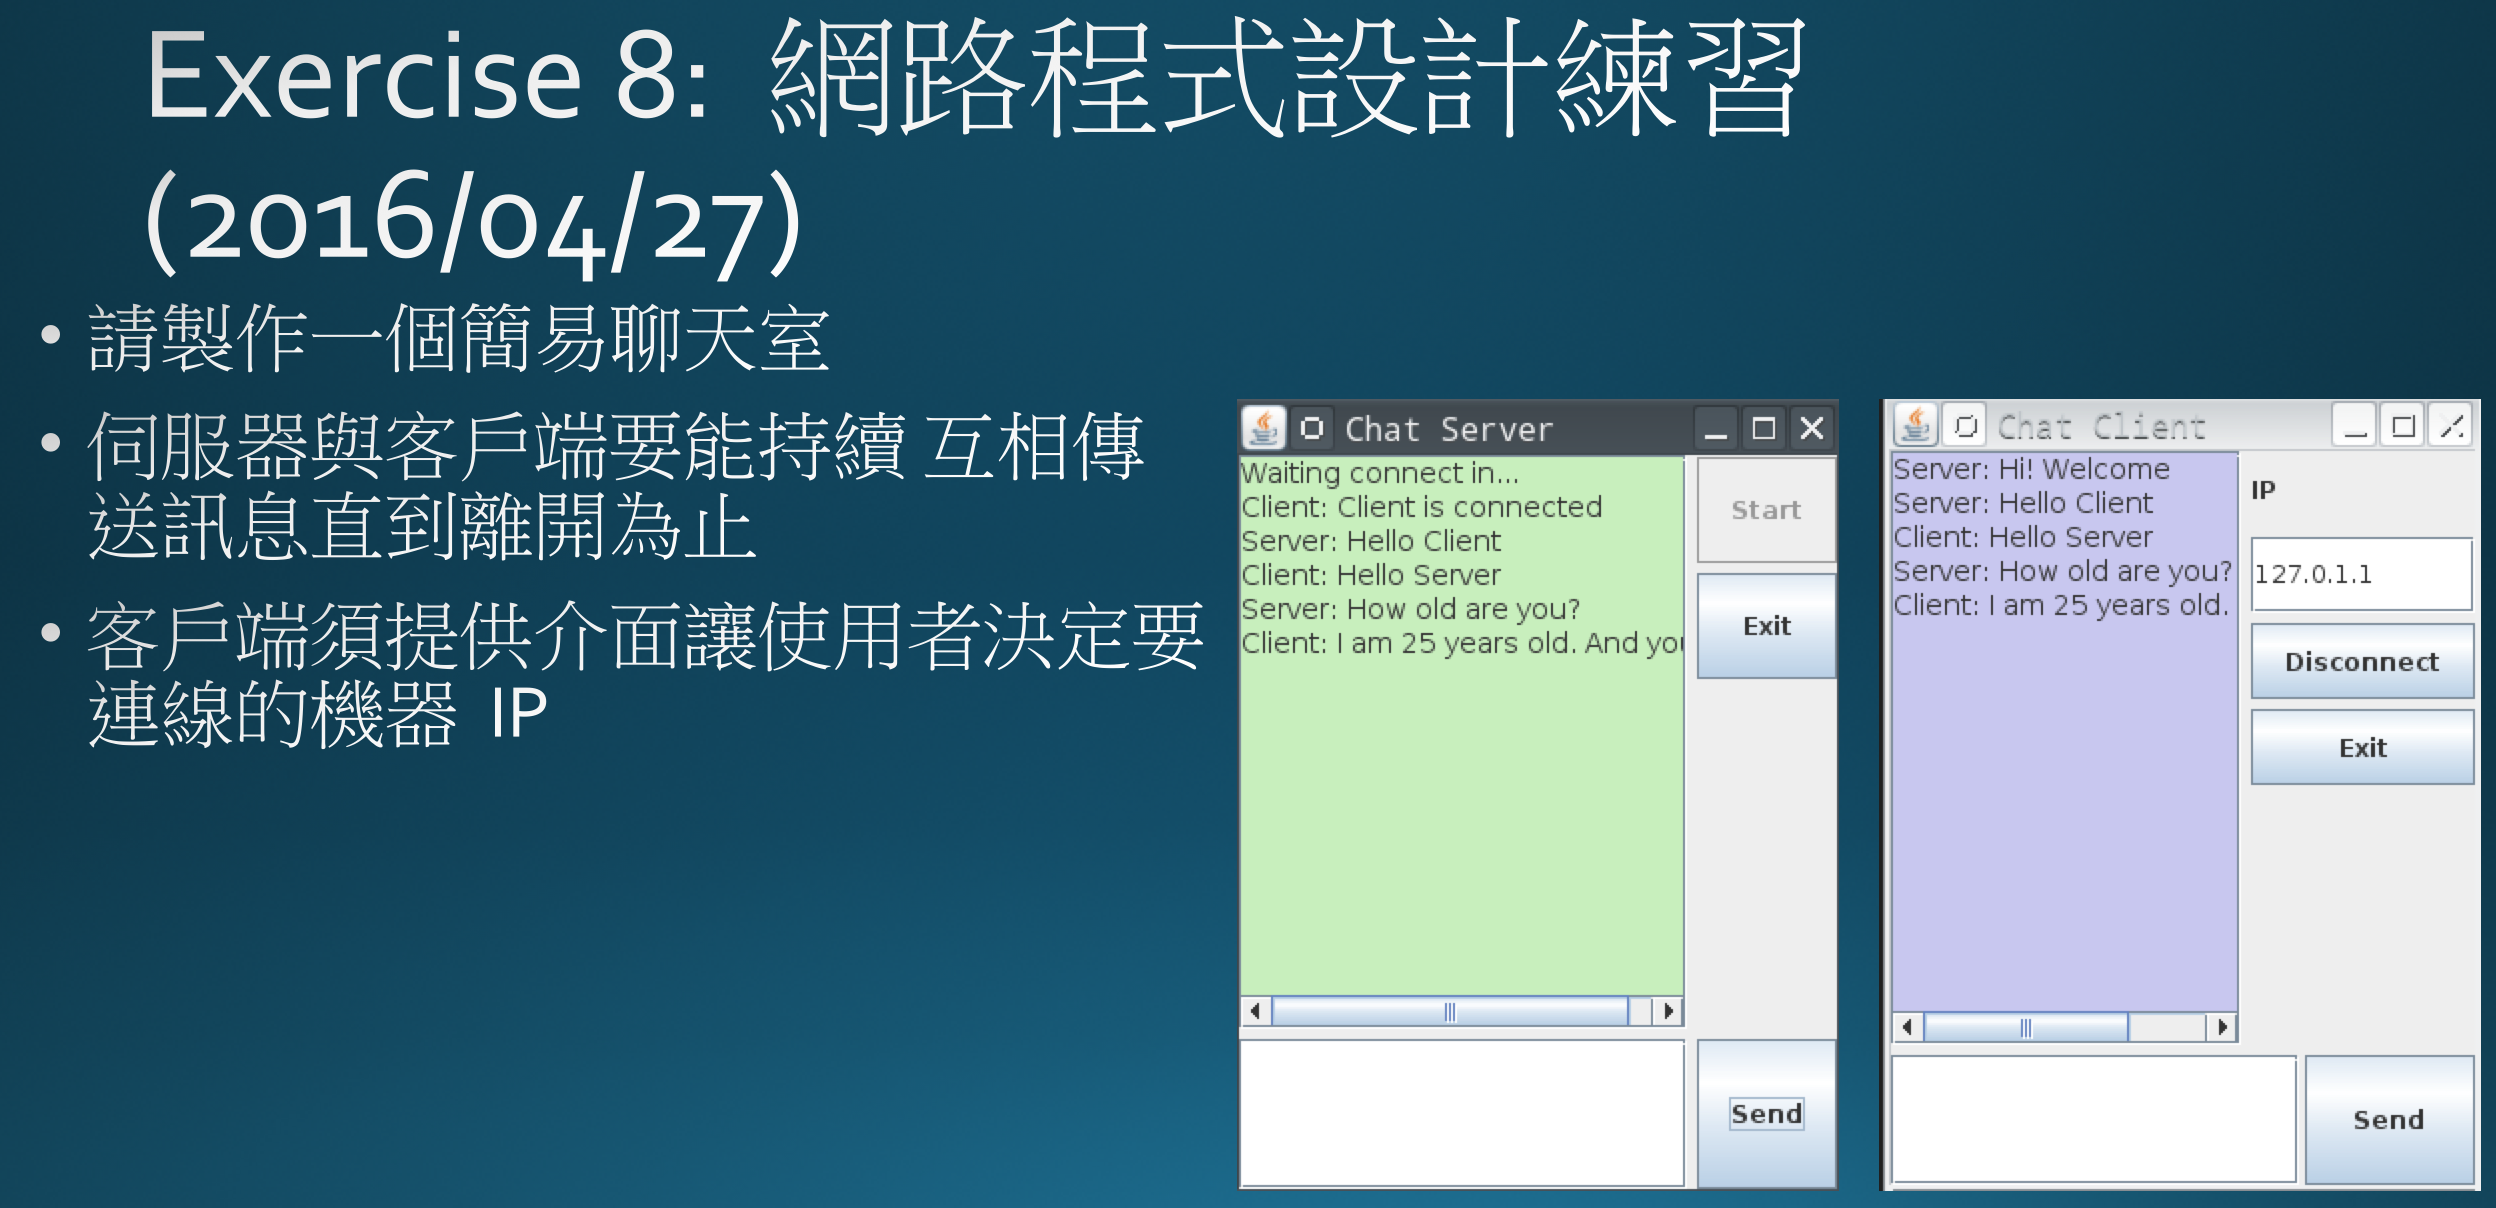 Exercise 8: 網路程式設計練習
(2016/04/27)
• 請製作一個簡易聊天室
• 伺服器與客戶端要能持續 互相傳
送訊息直到離開為止
• 客戶端須提供介面讓使用者決定要
連線的機器 IP
Chat Server
Waiting connect in...
Client: Client is connected
Server: Hello Client
Client: Hello Server
Server: How old are you?
Client: I am 25 years old. And you
Start
Exit
Send
Chat Client
Server: Hi! Welcome
Server: Hello Client
Client: Hello Server
Server: How old are you?
Client: I am 25 years old.
IP
127.0.1.1
Disconnect
Exit
Send